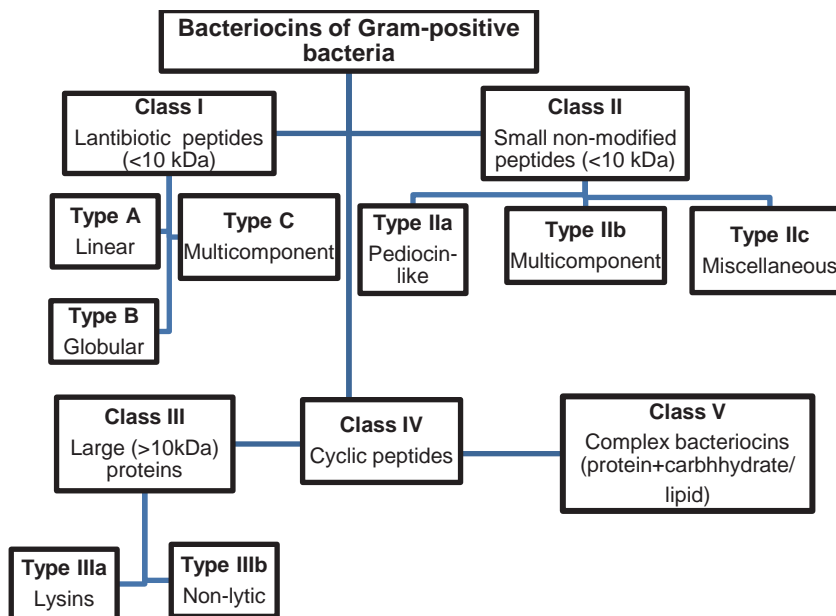 Bacteriocins of Gram-positive
bacteria
Class I
Lantibiotic peptides
(<10 kDa)
Class II
Small non-modified
peptides (<10 kDa)
Type A
Linear
Type C
Multicomponent
Type IIa
Pediocin-
like
Type IIb
Multicomponent
Type IIc
Miscellaneous
Type B
Globular
Class III
Large (>10kDa)
proteins
Class IV
Cyclic peptides
Class V
Complex bacteriocins
(protein+carbhhydrate/
lipid)
Type IIIa
Lysins
Type IIIb
Non-lytic